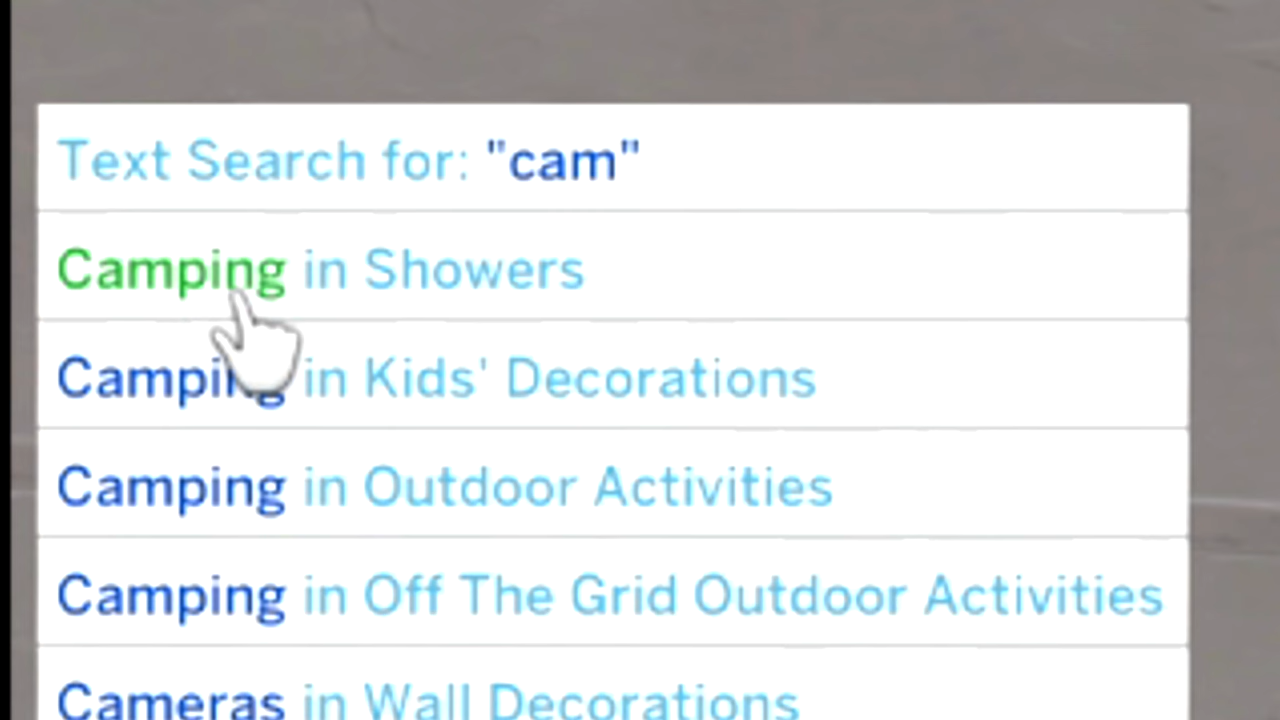 Text Search for: "cam"
Camping in Showers
Camping in Kids' Decorations
Camping in Outdoor Activities
Camping in Off The Grid Outdoor Activities
Cameras in Wall Decorations